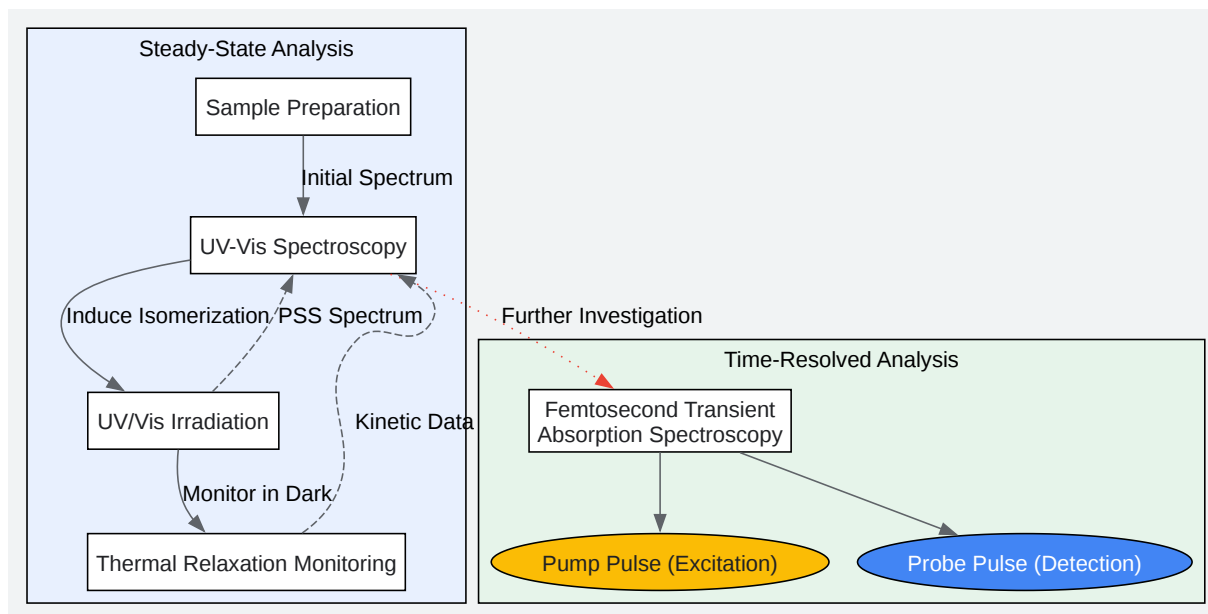 Steady-State Analysis
Sample Preparation
Initial Spectrum
UV-Vis Spectroscopy
Induce Isomerization
PSS Spectrum
Further Investigation
Time-Resolved Analysis
Femtosecond Transient
Absorption Spectroscopy
UV/Vis Irradiation
Kinetic Data
Monitor in Dark
Thermal Relaxation Monitoring
Pump Pulse (Excitation)
Probe Pulse (Detection)